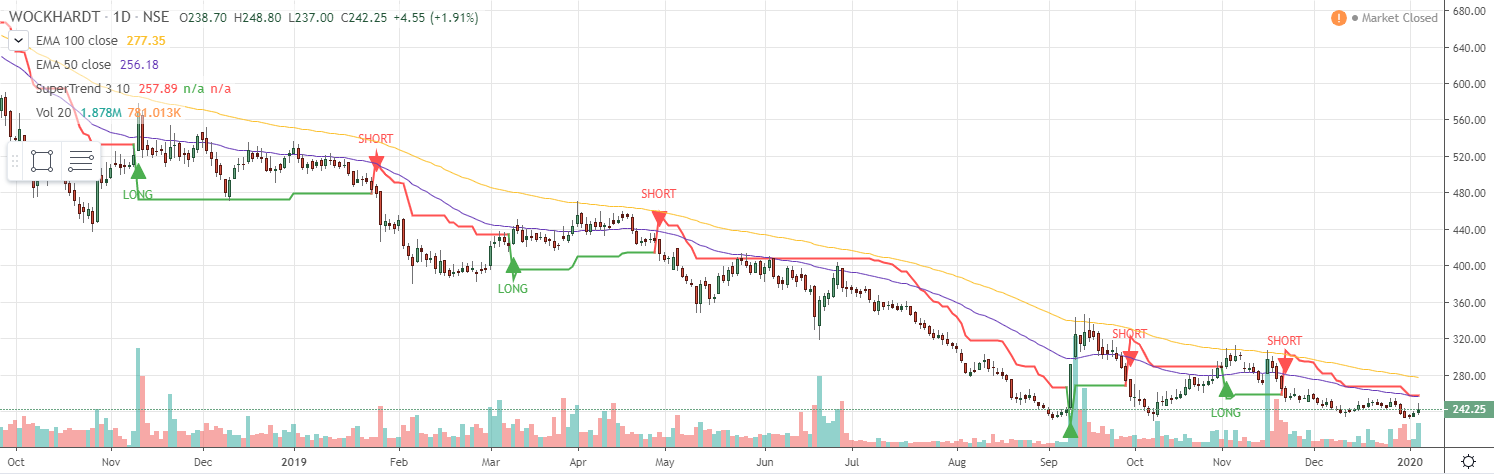 WOCKHARDT · 1D · NSE O238.70 H248.80 L237.00 C242.25 +4.55 (+1.91%)
! Market Closed
EMA 100 close 277.35
EMA 50 close 256.18
SuperTrend 3 10 257.89 n/a n/a
Vol 20 1.878M 781.013K
680.00
640.00
600.00
560.00
520.00
480.00
440.00
400.00
360.00
320.00
280.00
242.25
SHORT
LONG
SHORT
LONG
SHORT
SHORT
LONG
Oct Nov Dec 2019 Feb Mar Apr May Jun Jul Aug Sep Oct Nov Dec 2020